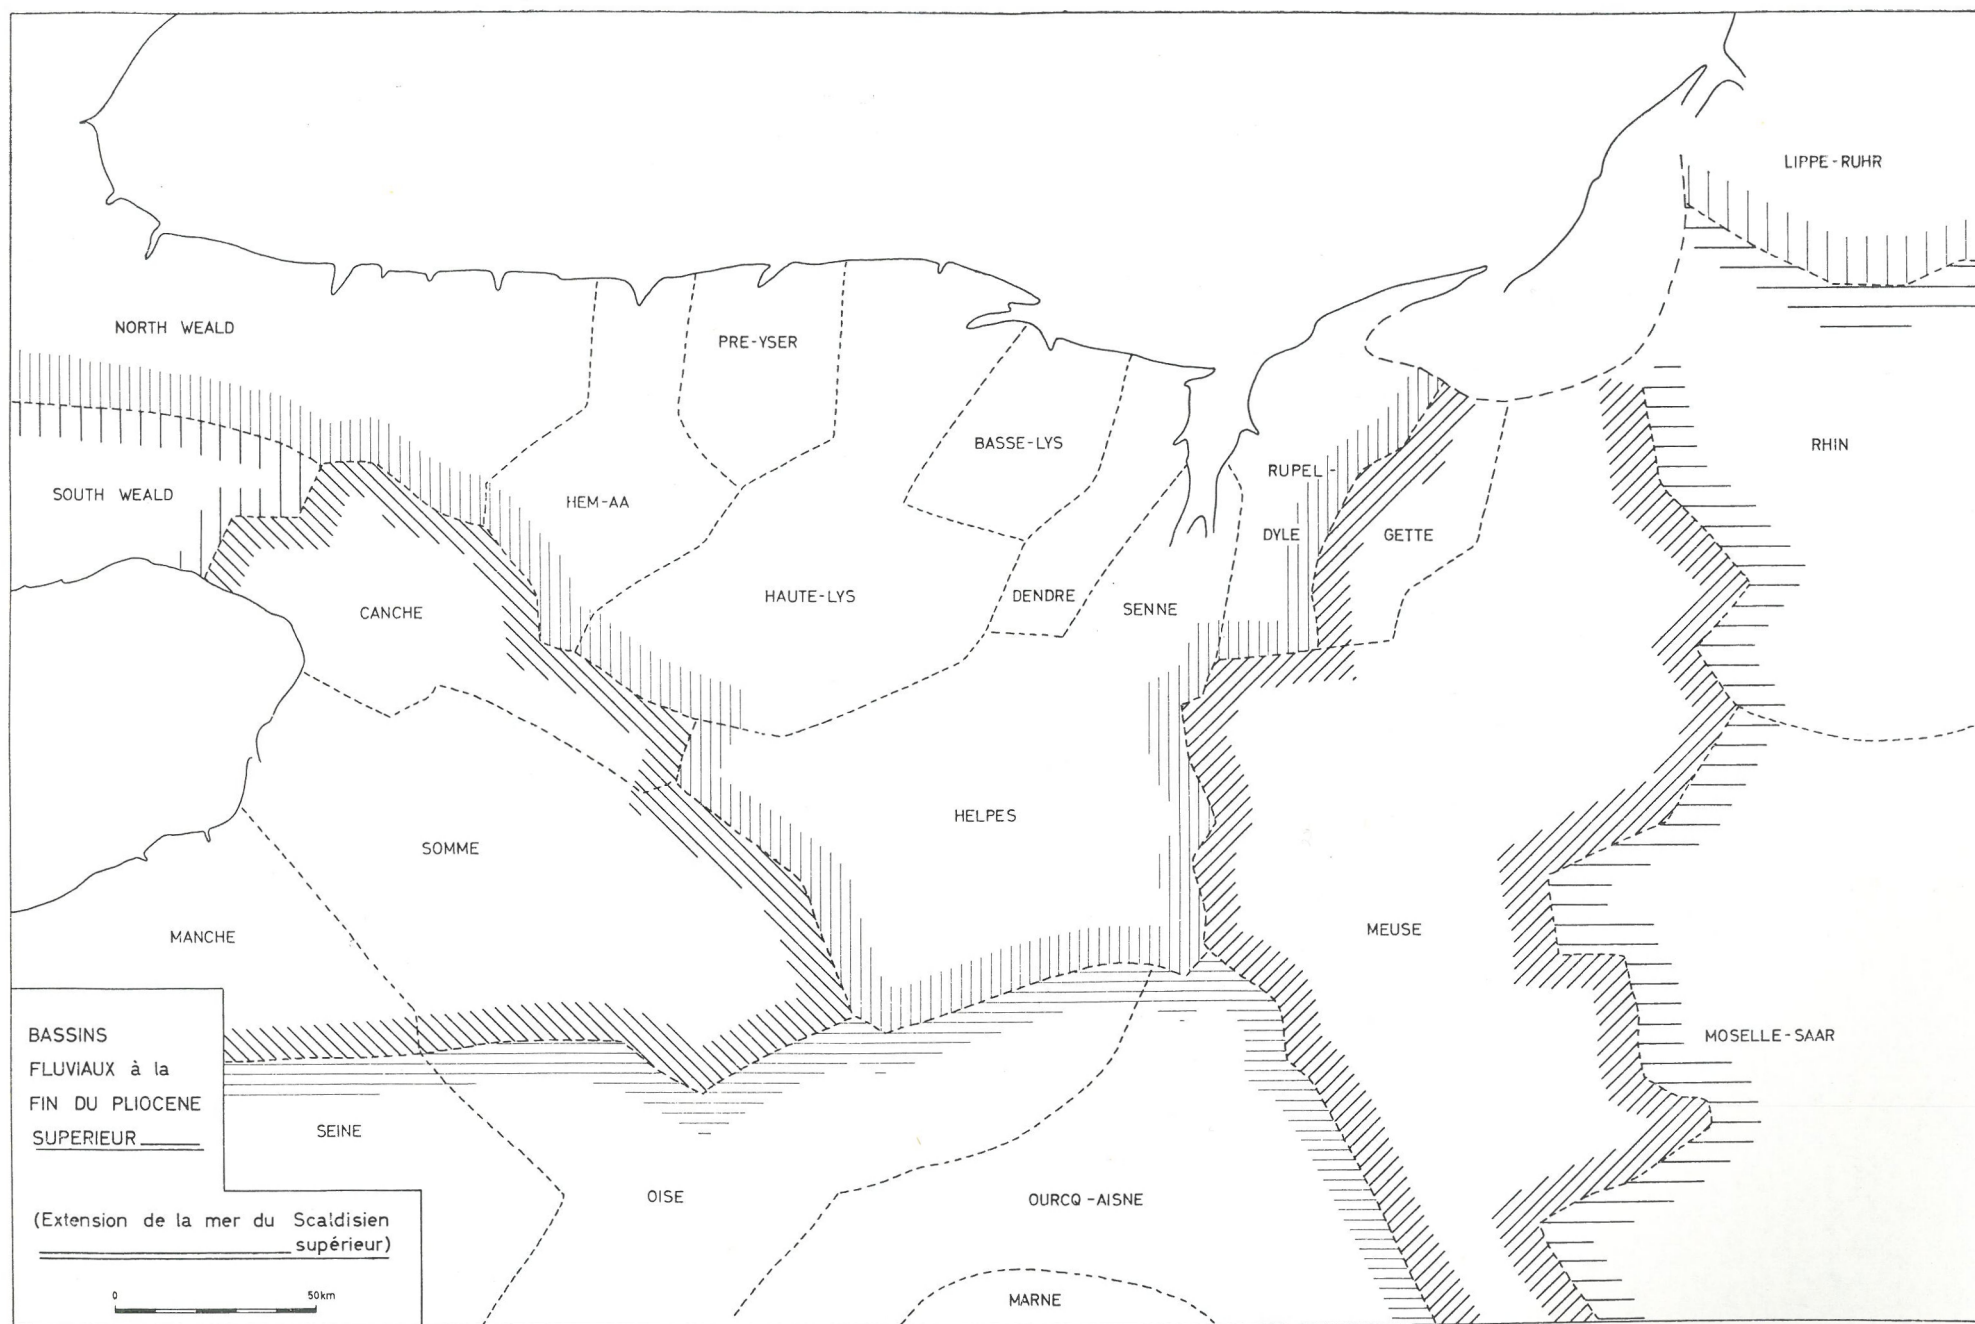 LIPPE-RUHR
NORTH WEALD
PRE-YSER
BASSE-LYS
RHIN
RUPEL-
SOUTH WEALD
HEM-AA
DYLE
GETTE
HAUTE-LYS
DENDRE
SENNE
CANCHE
HELPES
SOMME
MEUSE
MANCHE
MOSELLE-SAAR
BASSINS
FLUVIAUX à la
FIN DU PLIOCENE
SUPERIEUR
SEINE
OISE
OURCQ-AISNE
(Extension de la mer du Scaldisien
supérieur)
0 50km
MARNE